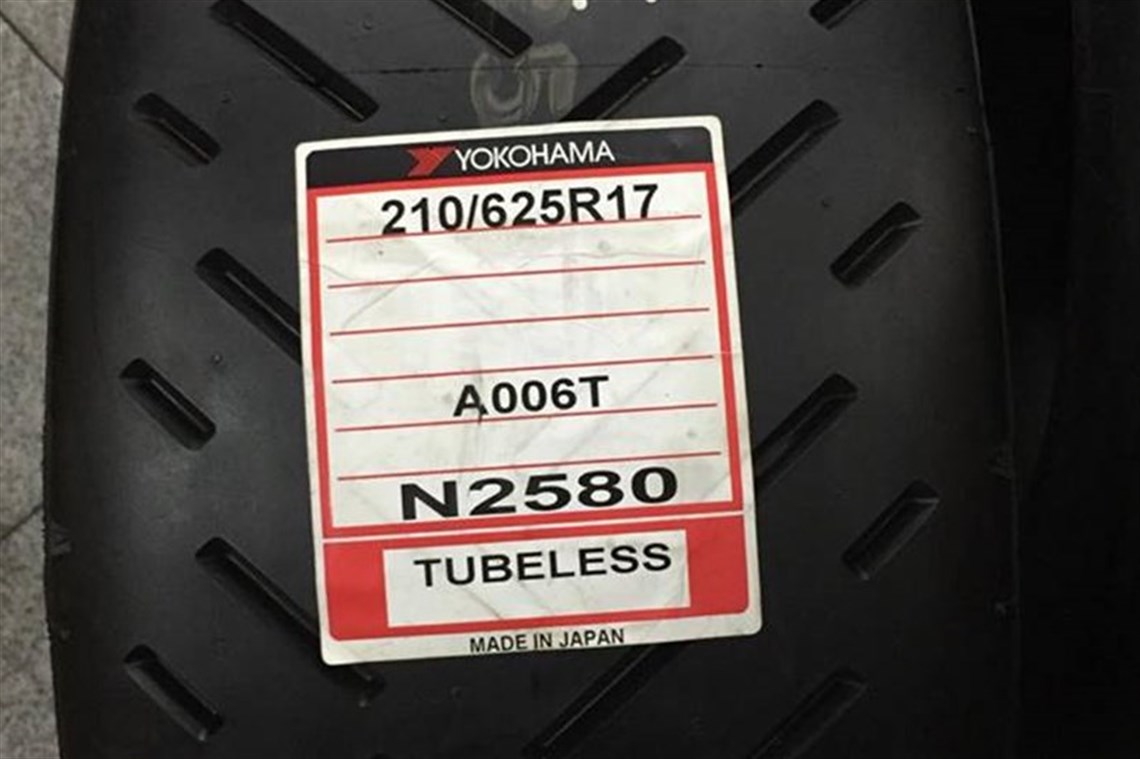 YOKOHAMA
210/625R17
A006T
N2580
TUBELESS
MADE IN JAPAN